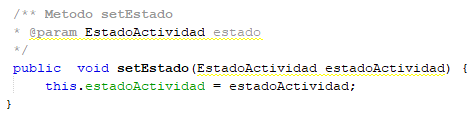 /** Metodo setEstado
* @param EstadoActividad estado
*/
public void setEstado(EstadoActividad estadoActividad) {
this.estadoActividad = estadoActividad;
}